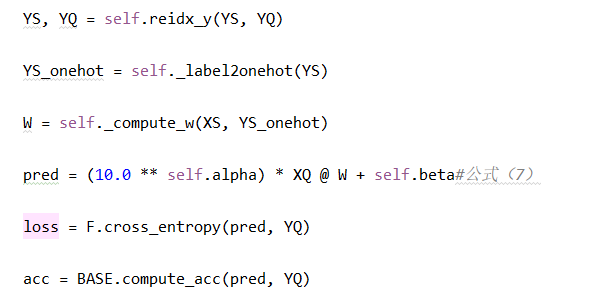 YS, YQ = self.reidx_y(YS, YQ)
YS_onehot = self._label2onehot(YS)
W = self._compute_w(XS, YS_onehot)
pred = (10.0 ** self.alpha) * XQ @ W + self.beta#公式（7）
loss = F.cross_entropy(pred, YQ)
acc = BASE.compute_acc(pred, YQ)